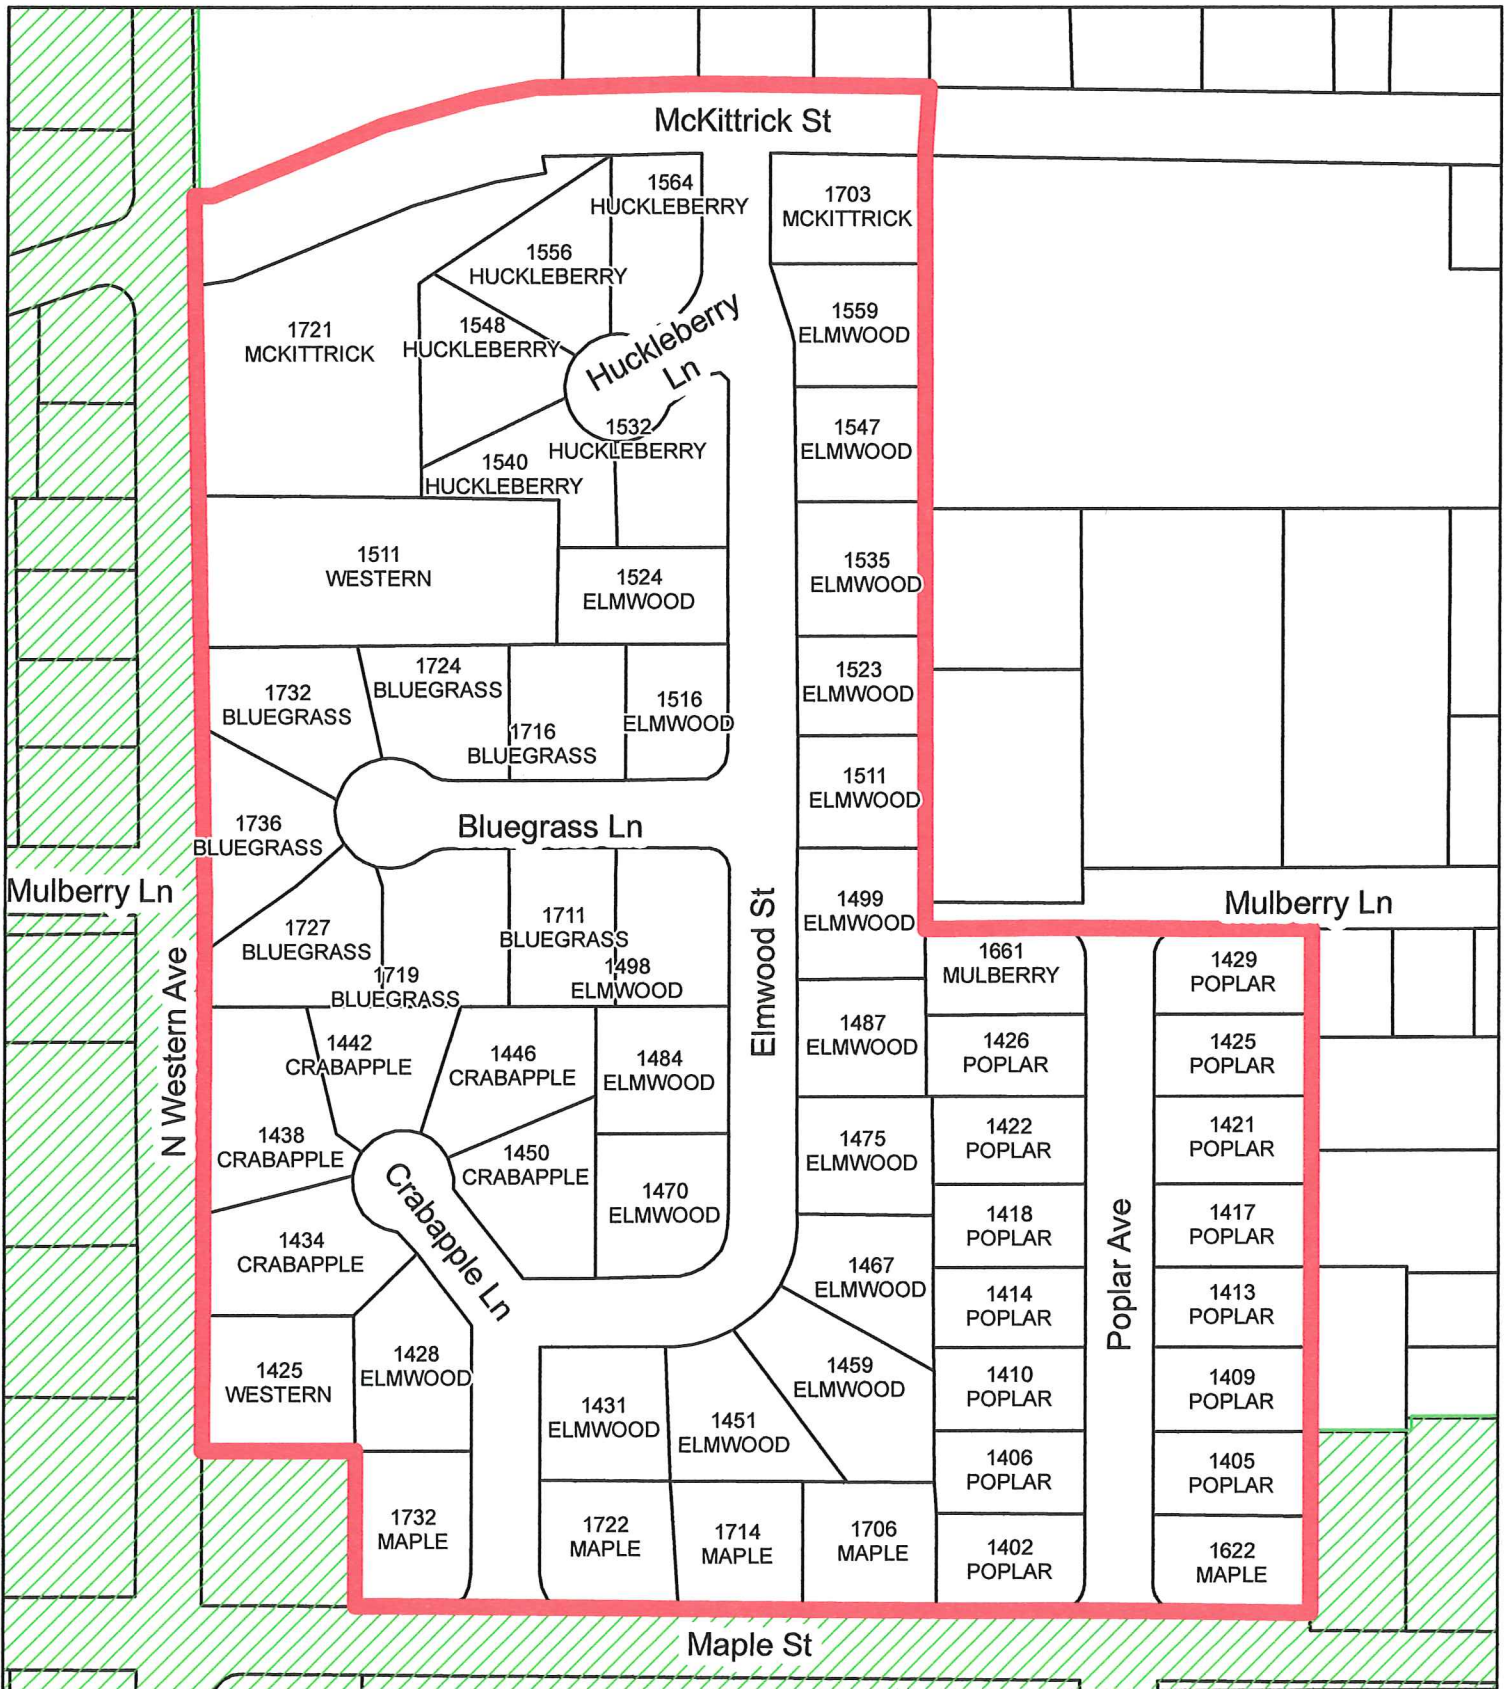 McKittrick St
1564
HUCKLEBERRY
1703
MCKITTRICK
1556
HUCKLEBERRY
1721
MCKITTRICK
1548
HUCKLEBERRY
Huckleberry
Ln
1559
ELMWOOD
1532
HUCKLEBERRY
1547
ELMWOOD
1540
HUCKLEBERRY
1511
WESTERN
1524
ELMWOOD
1535
ELMWOOD
1732
BLUEGRASS
1724
BLUEGRASS
1716
BLUEGRASS
1516
ELMWOOD
1523
ELMWOOD
1511
ELMWOOD
1736
BLUEGRASS
Bluegrass Ln
Mulberry Ln
1727
BLUEGRASS
1719
BLUEGRASS
1711
BLUEGRASS
1498
ELMWOOD
Elmwood St
1499
ELMWOOD
Mulberry Ln
N Western Ave
1661
MULBERRY
1429
POPLAR
1442
CRABAPPLE
1446
CRABAPPLE
1484
ELMWOOD
1487
ELMWOOD
1426
POPLAR
1425
POPLAR
1438
CRABAPPLE
1450
CRABAPPLE
1475
ELMWOOD
1422
POPLAR
1421
POPLAR
Crabapple Ln
1470
ELMWOOD
1418
POPLAR
Poplar Ave
1417
POPLAR
1434
CRABAPPLE
1467
ELMWOOD
1414
POPLAR
1413
POPLAR
1425
WESTERN
1428
ELMWOOD
1459
ELMWOOD
1410
POPLAR
1409
POPLAR
1431
ELMWOOD
1451
ELMWOOD
1406
POPLAR
1405
POPLAR
1732
MAPLE
1722
MAPLE
1714
MAPLE
1706
MAPLE
1402
POPLAR
1622
MAPLE
Maple St